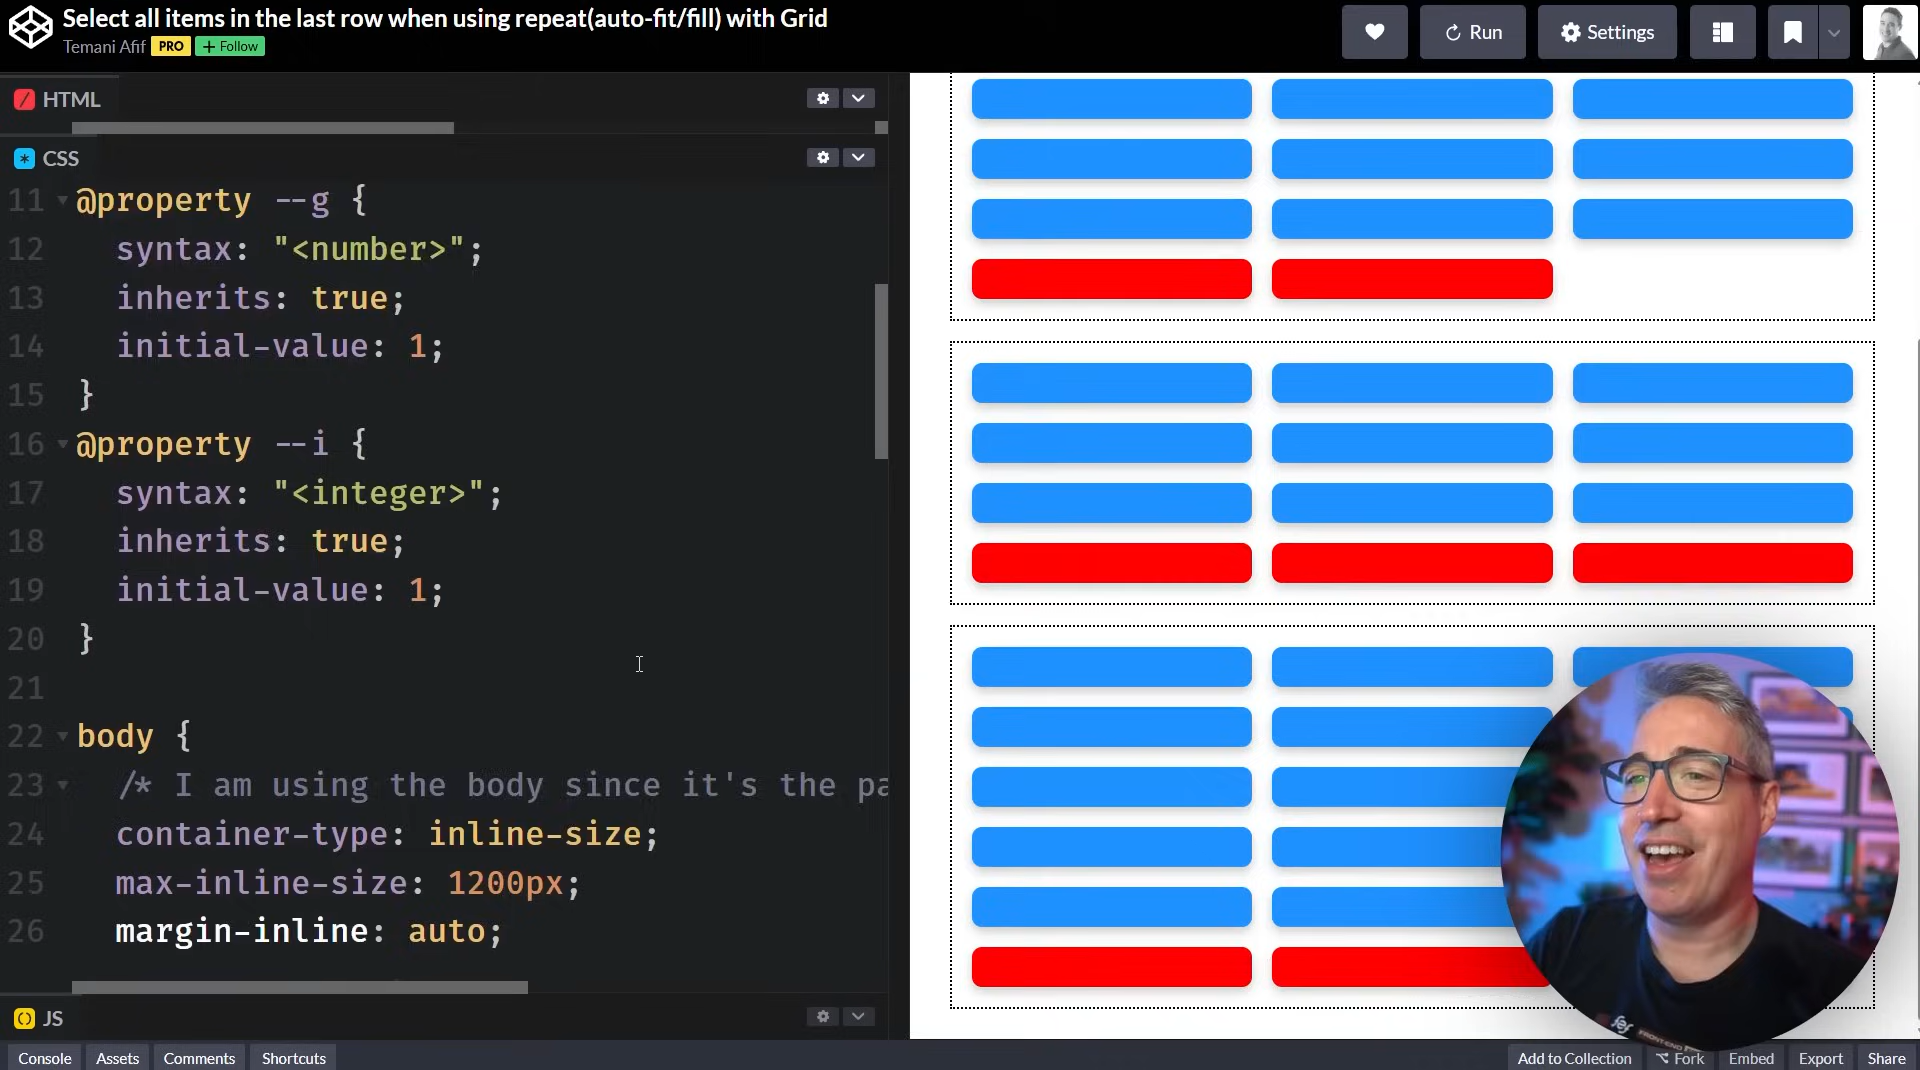 Select all items in the last row when using repeat(auto-fit/fill) with Grid
Temani Afif PRO + Follow
Run
Settings
HTML
CSS
11 @property --g {
12 syntax: "<number>";
13 inherits: true;
14 initial-value: 1;
15 }
16 @property --i {
17 syntax: "<integer>";
18 inherits: true;
19 initial-value: 1;
20 }
21
22 body {
23 /* I am using the body since it's the pa
24 container-type: inline-size;
25 max-inline-size: 1200px;
26 margin-inline: auto;
JS
Console Assets Comments Shortcuts
Add to Collection Fork Embed Export Share